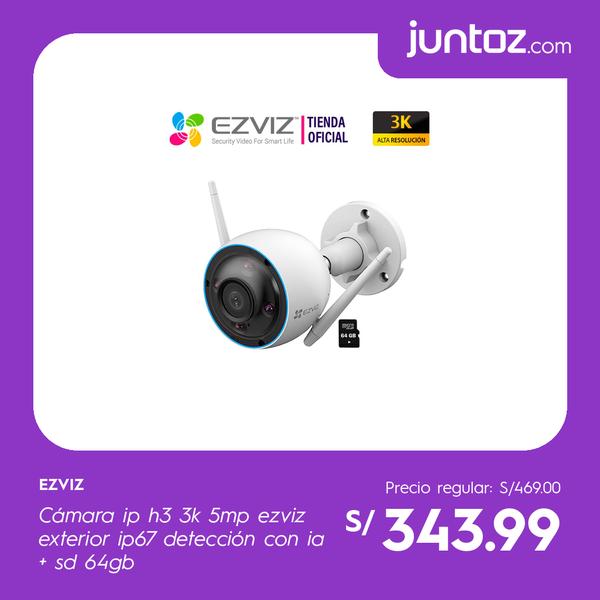 juntoz.com
EZVIZ™ TIENDA OFICIAL
Security Video For Smart Life
3K
ALTA RESOLUCIÓN
EZVIZ
64 GB
EZVIZ
Precio regular: S/469.00
Cámara ip h3 3k 5mp ezviz
exterior ip67 detección con ia
+ sd 64gb
S/ 343.99